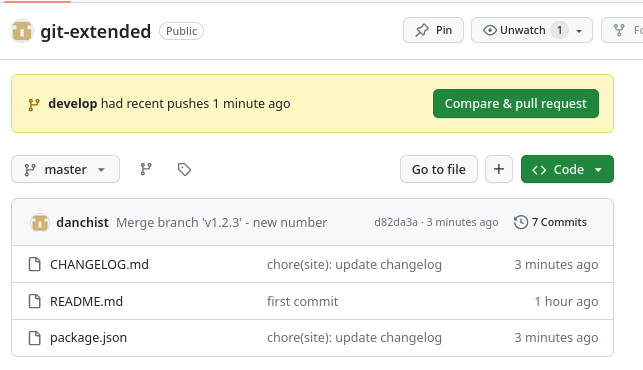 git-extended Public Pin Unwatch 1 Fo
develop had recent pushes 1 minute ago Compare & pull request
master Go to file + Code
danchist Merge branch 'v1.2.3' - new number d82da3a · 3 minutes ago 7 Commits
CHANGELOG.md chore(site): update changelog 3 minutes ago
README.md first commit 1 hour ago
package.json chore(site): update changelog 3 minutes ago